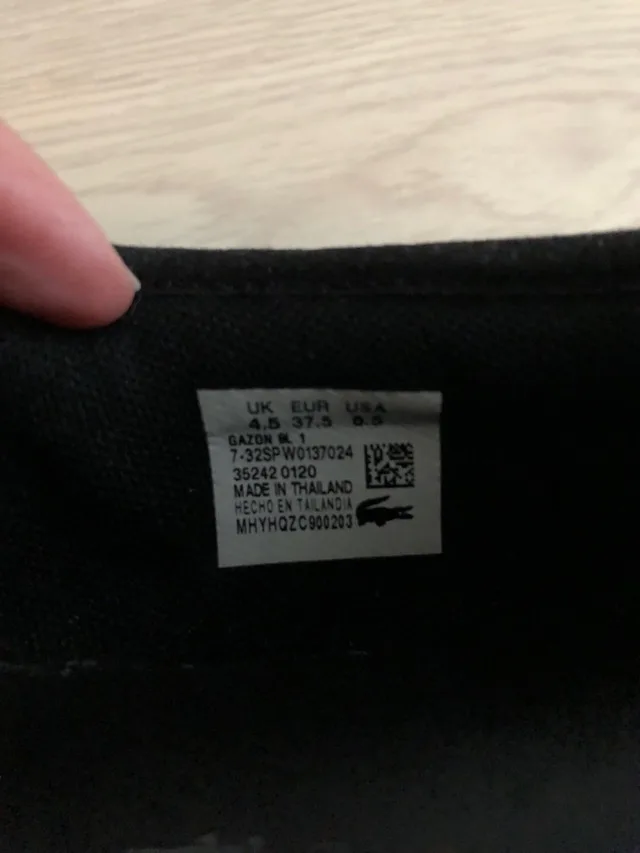 UK EUR USA
4.5 37.5 6.5
GAZON BL 1
7-32SPW0137024
35242 0120
MADE IN THAILAND
HECHO EN TAILANDIA
MHYHQZC900203